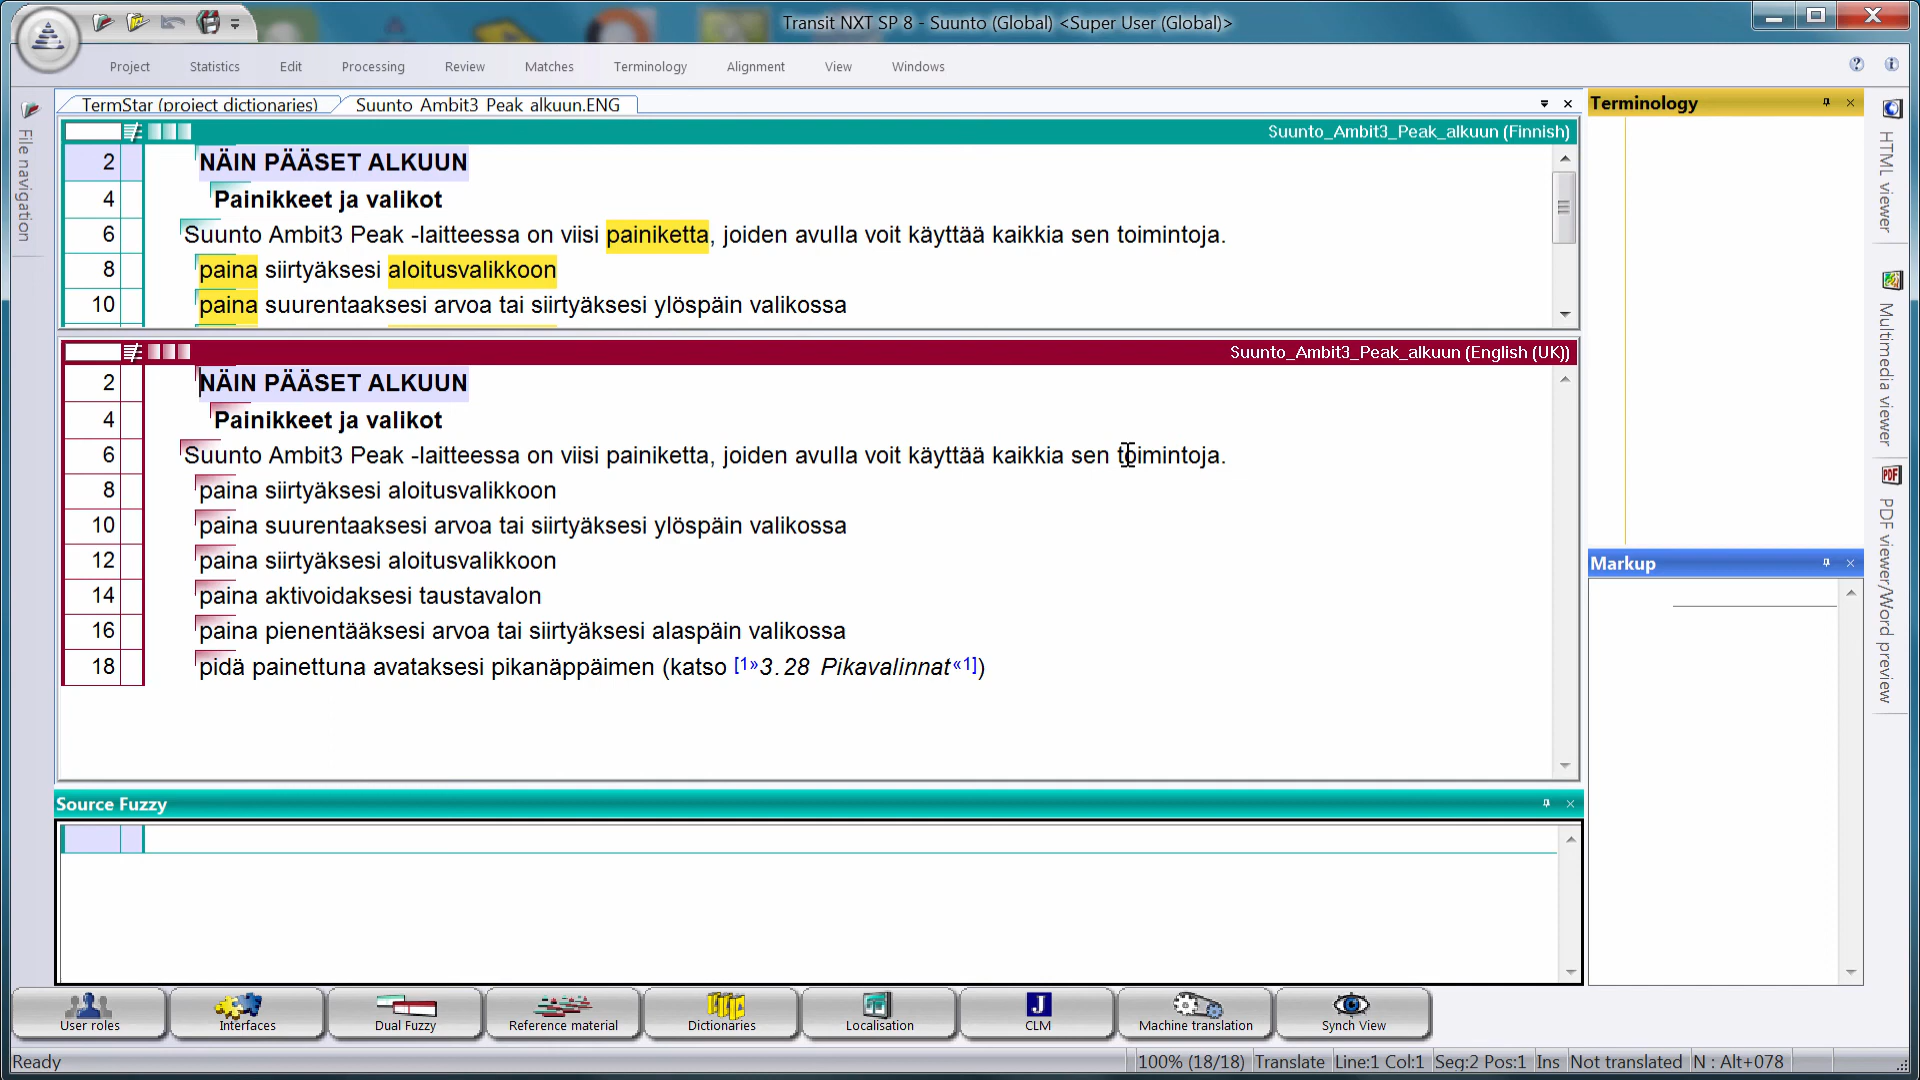 Transit NXT SP 8 - Suunto (Global) <Super User (Global)>
Project Statistics Edit Processing Review Matches Terminology Alignment View Windows
File navigation
TermStar (project dictionaries) Suunto_Ambit3_Peak_alkuun.ENG
Suunto_Ambit3_Peak_alkuun (Finnish)
2 NÄIN PÄÄSET ALKUUN
4 Painikkeet ja valikot
6 Suunto Ambit3 Peak -laitteessa on viisi painiketta, joiden avulla voit käyttää kaikkia sen toimintoja.
8 paina siirtyäksesi aloitusvalikkoon
10 paina suurentaaksesi arvoa tai siirtyäksesi ylöspäin valikossa
Suunto_Ambit3_Peak_alkuun (English (UK))
2 NÄIN PÄÄSET ALKUUN
4 Painikkeet ja valikot
6 Suunto Ambit3 Peak -laitteessa on viisi painiketta, joiden avulla voit käyttää kaikkia sen toimintoja.
8 paina siirtyäksesi aloitusvalikkoon
10 paina suurentaaksesi arvoa tai siirtyäksesi ylöspäin valikossa
12 paina siirtyäksesi aloitusvalikkoon
14 paina aktivoidaksesi taustavalon
16 paina pienentääksesi arvoa tai siirtyäksesi alaspäin valikossa
18 pidä painettuna avataksesi pikanäppäimen (katso [1»3.28 Pikavalinnat«1])
Source Fuzzy
Terminology
Markup
HTML viewer
Multimedia viewer
PDF
PDF viewer/Word preview
User roles Interfaces Dual Fuzzy Reference material Dictionaries Localisation J CLM Machine translation Synch View
Ready 100% (18/18) Translate Line:1 Col:1 Seg:2 Pos:1 Ins Not translated N : Alt+078